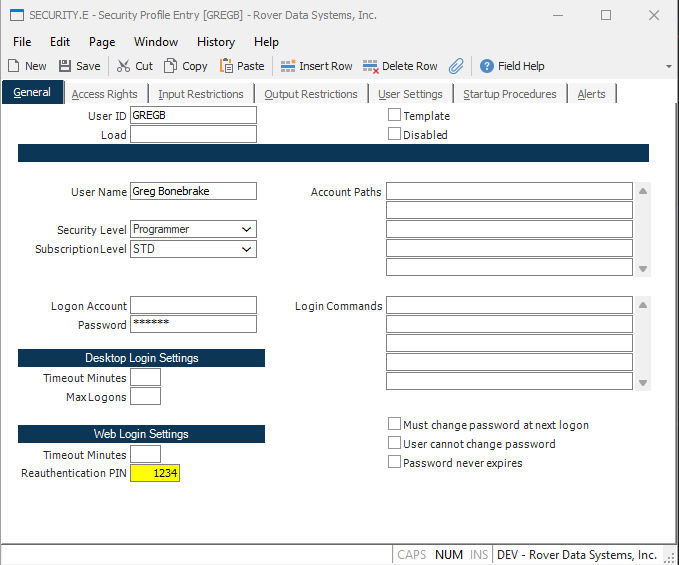 SECURITY.E - Security Profile Entry [GREGB] - Rover Data Systems, Inc.
File Edit Page Window History Help
New Save Cut Copy Paste Insert Row Delete Row Field Help
General Access Rights Input Restrictions Output Restrictions User Settings Startup Procedures Alerts
User ID GREGB Template
Load Disabled
User Name Greg Bonebrake Account Paths
Security Level Programmer
Subscription Level STD
Logon Account Login Commands
Password ******
Desktop Login Settings
Timeout Minutes
Max Logons
Must change password at next logon
Web Login Settings
User cannot change password
Timeout Minutes
Password never expires
Reauthentication PIN 1234
CAPS NUM INS DEV - Rover Data Systems, Inc.